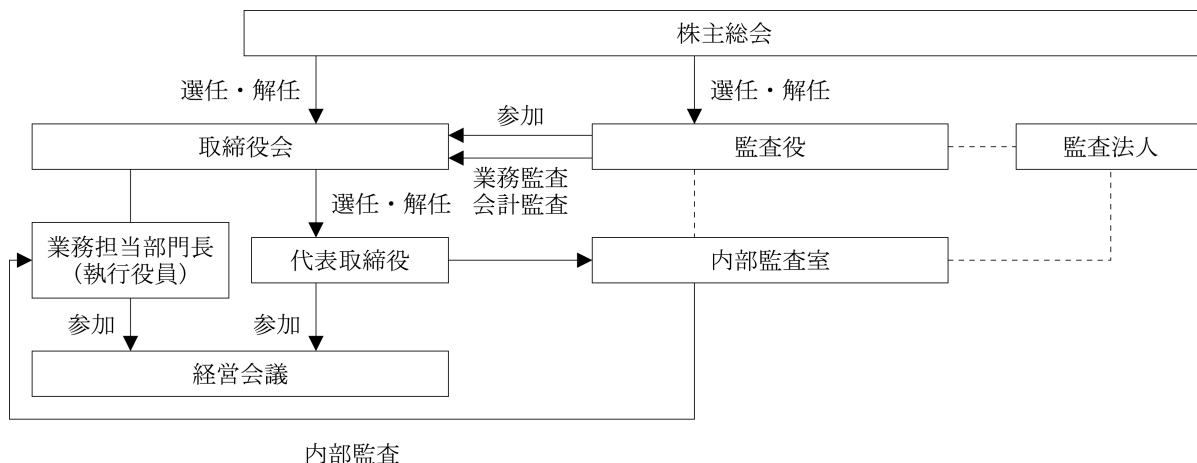 株主総会
選任・解任
選任・解任
参加
取締役会
監査役
監査法人
業務監査
会計監査
選任・解任
業務担当部門長
（執行役員）
代表取締役
内部監査室
参加
参加
経営会議
内部監査